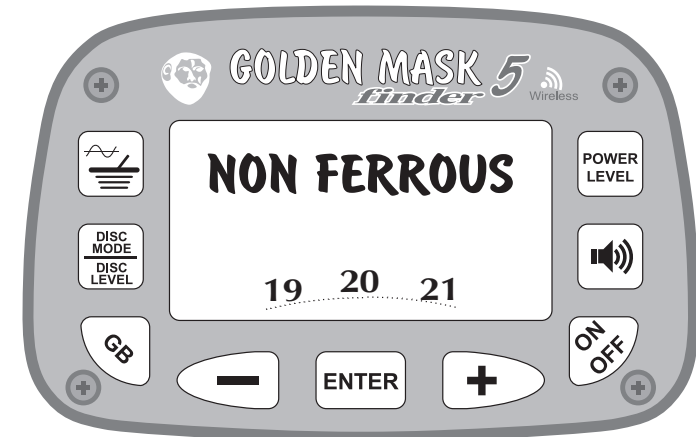 GOLDEN MASK 5
finder
Wireless
NON FERROUS
19 20 21
POWER
LEVEL
DISC
MODE
DISC
LEVEL
GB
ENTER
ON
OFF